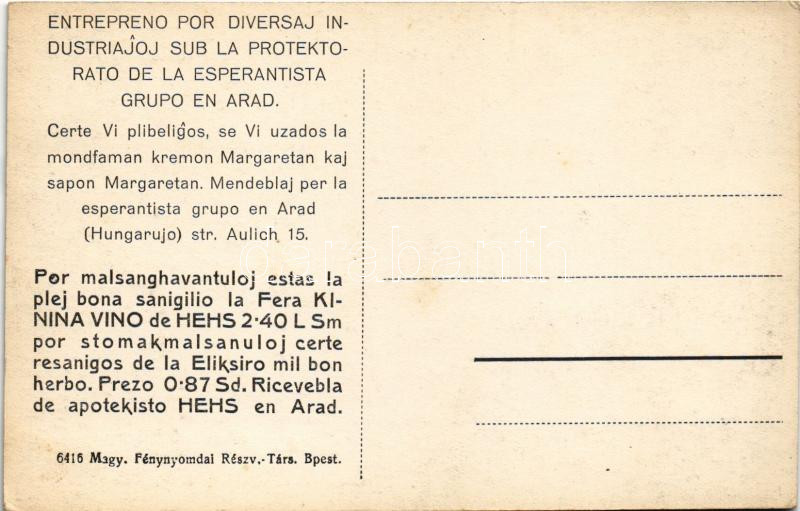 ENTREPRENO POR DIVERSAJ IN-
DUSTRIAĴOJ SUB LA PROTEKTO-
RATO DE LA ESPERANTISTA
GRUPO EN ARAD.
Certe Vi plibeliĝos, se Vi uzados la
mondfaman kremon Margaretan kaj
sapon Margaretan. Mendeblaj per la
esperantista grupo en Arad
(Hungarujo) str. Aulich 15.
Por malsanghavantuloj estas la
plej bona sanigilio la Fera KI-
NINA VINO de HEHS 2·40 L Sm
por stomakmalsanuloj certe
resanigos de la Eliksiro mil bon
herbo. Prezo 0·87 Sd. Ricevebla
de apotekisto HEHS en Arad.
6416 Magy. Fénynyomdai Részv.-Társ. Bpest.
darabanth